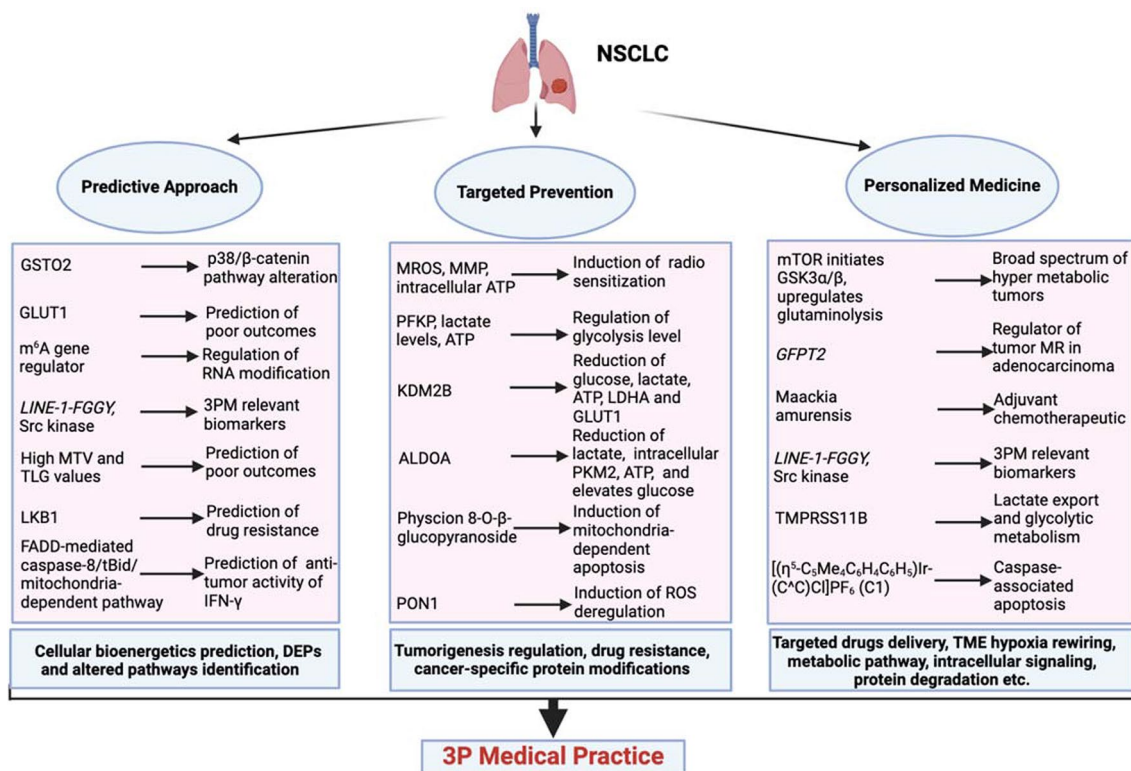 NSCLC
Predictive Approach
GSTO2
p38/β-catenin
pathway alteration
GLUT1
Prediction of
poor outcomes
m⁶A gene
regulator
Regulation of
RNA modification
LINE-1-FGGY,
Src kinase
3PM relevant
biomarkers
High MTV and
TLG values
Prediction of
poor outcomes
LKB1
Prediction of
drug resistance
FADD-mediated
caspase-8/tBid/
mitochondria-
dependent pathway
Prediction of anti-
tumor activity of
IFN-γ
Cellular bioenergetics prediction, DEPs
and altered pathways identification
Targeted Prevention
MROS, MMP,
intracellular ATP
Induction of radio
sensitization
PFKP, lactate
levels, ATP
Regulation of
glycolysis level
KDM2B
Reduction of
glucose, lactate,
ATP, LDHA and
GLUT1
ALDOA
Reduction of
lactate, intracellular
PKM2, ATP, and
elevates glucose
Physcion 8-O-β-
glucopyranoside
Induction of
mitochondria-
dependent
apoptosis
PON1
Induction of ROS
deregulation
Tumorigenesis regulation, drug resistance,
cancer-specific protein modifications
Personalized Medicine
mTOR initiates
GSK3α/β,
upregulates
glutaminolysis
Broad spectrum of
hyper metabolic
tumors
GFPT2
Regulator of
tumor MR in
adenocarcinoma
Maackia
amurensis
Adjuvant
chemotherapeutic
LINE-1-FGGY,
Src kinase
3PM relevant
biomarkers
TMPRSS11B
Lactate export
and glycolytic
metabolism
[(η⁵-C₅Me₄C₆H₄C₆H₅)Ir-
(C^C)Cl]PF₆ (C1)
Caspase-
associated
apoptosis
Targeted drugs delivery, TME hypoxia rewiring,
metabolic pathway, intracellular signaling,
protein degradation etc.
3P Medical Practice